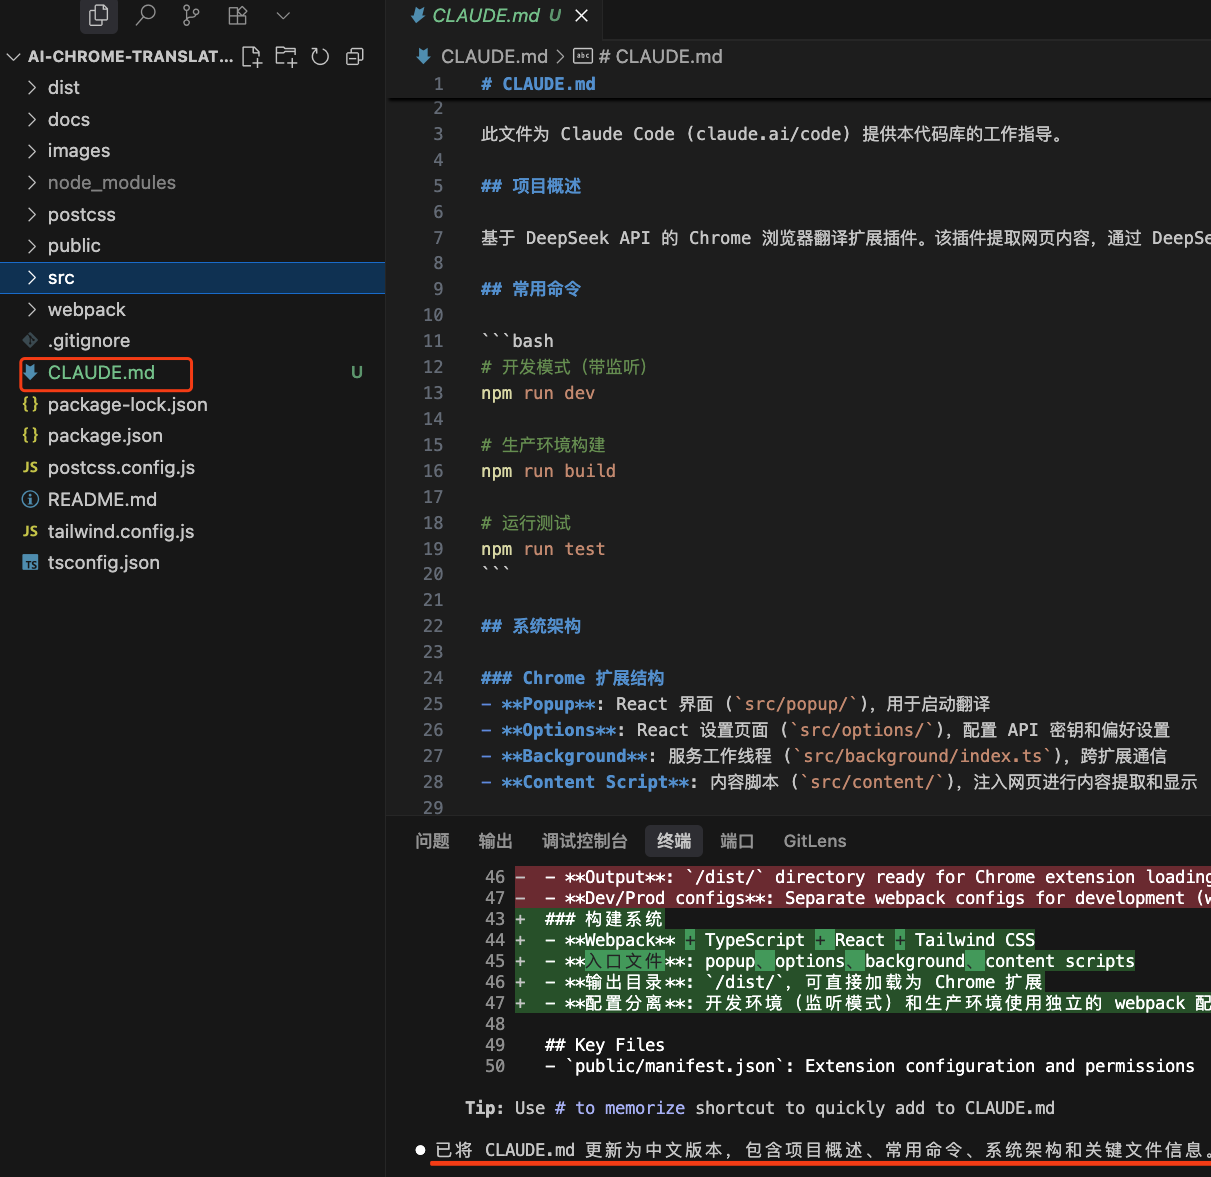 AI-CHROME-TRANSLAT...
dist
docs
images
node_modules
postcss
public
src
webpack
.gitignore
CLAUDE.md U
{} package-lock.json
{} package.json
JS postcss.config.js
README.md
JS tailwind.config.js
TS tsconfig.json
CLAUDE.md U
CLAUDE.md > abc # CLAUDE.md
1 # CLAUDE.md
2
3 此文件为 Claude Code (claude.ai/code) 提供本代码库的工作指导。
4
5 ## 项目概述
6
7 基于 DeepSeek API 的 Chrome 浏览器翻译扩展插件。该插件提取网页内容，通过 DeepSe
8
9 ## 常用命令
10
11 ```bash
12 # 开发模式（带监听）
13 npm run dev
14
15 # 生产环境构建
16 npm run build
17
18 # 运行测试
19 npm run test
20 ```
21
22 ## 系统架构
23
24 ### Chrome 扩展结构
25 - **Popup**: React 界面 (`src/popup/`)，用于启动翻译
26 - **Options**: React 设置页面 (`src/options/`)，配置 API 密钥和偏好设置
27 - **Background**: 服务工作线程 (`src/background/index.ts`)，跨扩展通信
28 - **Content Script**: 内容脚本 (`src/content/`)，注入网页进行内容提取和显示
29
问题 输出 调试控制台 终端 端口 GitLens
46 - - **Output**: `/dist/` directory ready for Chrome extension loading
47 - - **Dev/Prod configs**: Separate webpack configs for development (w
43 + ### 构建系统
44 + - **Webpack** + TypeScript + React + Tailwind CSS
45 + - **入口文件**: popup、options、background、content scripts
46 + - **输出目录**: `/dist/`，可直接加载为 Chrome 扩展
47 + - **配置分离**: 开发环境（监听模式）和生产环境使用独立的 webpack 配
48
49 ## Key Files
50 - `public/manifest.json`: Extension configuration and permissions
Tip: Use # to memorize shortcut to quickly add to CLAUDE.md
● 已将 CLAUDE.md 更新为中文版本，包含项目概述、常用命令、系统架构和关键文件信息。